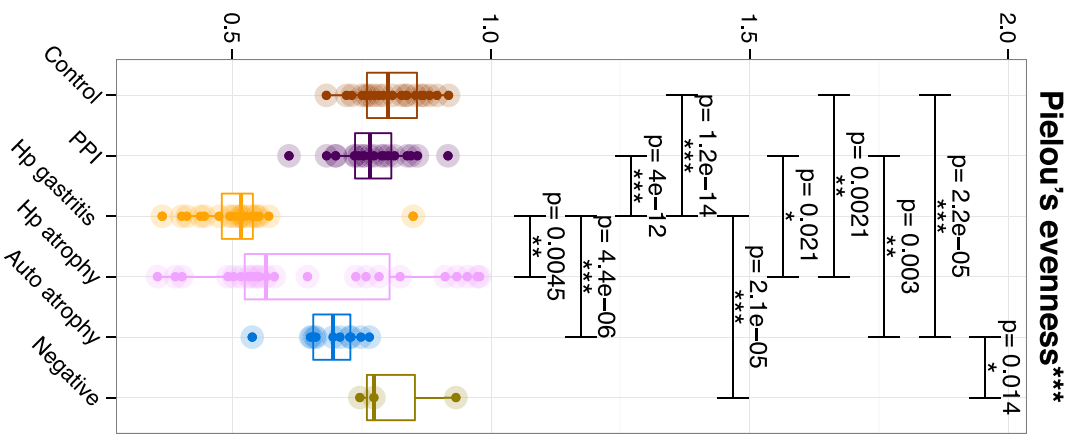 Pielou's evenness***
2.0
1.5
1.0
0.5
p= 0.014
*
p= 2.2e−05
***
p= 0.003
**
p= 0.0021
**
p= 0.021
*
p= 2.1e−05
***
p= 1.2e−14
***
p= 4e−12
***
p= 4.4e−06
***
p= 0.0045
**
Control
PPI
Hp gastritis
Hp atrophy
Auto atrophy
Negative